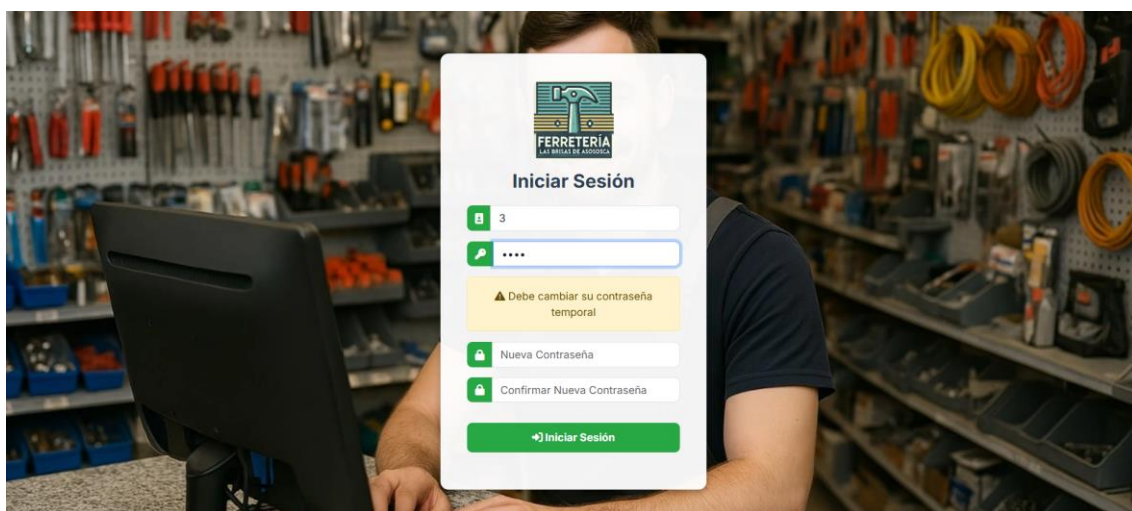 FERRETERÍA
LAS BRISAS DE ASOSOSCA
Iniciar Sesión
3
••••
Debe cambiar su contraseña
temporal
Nueva Contraseña
Confirmar Nueva Contraseña
Iniciar Sesión